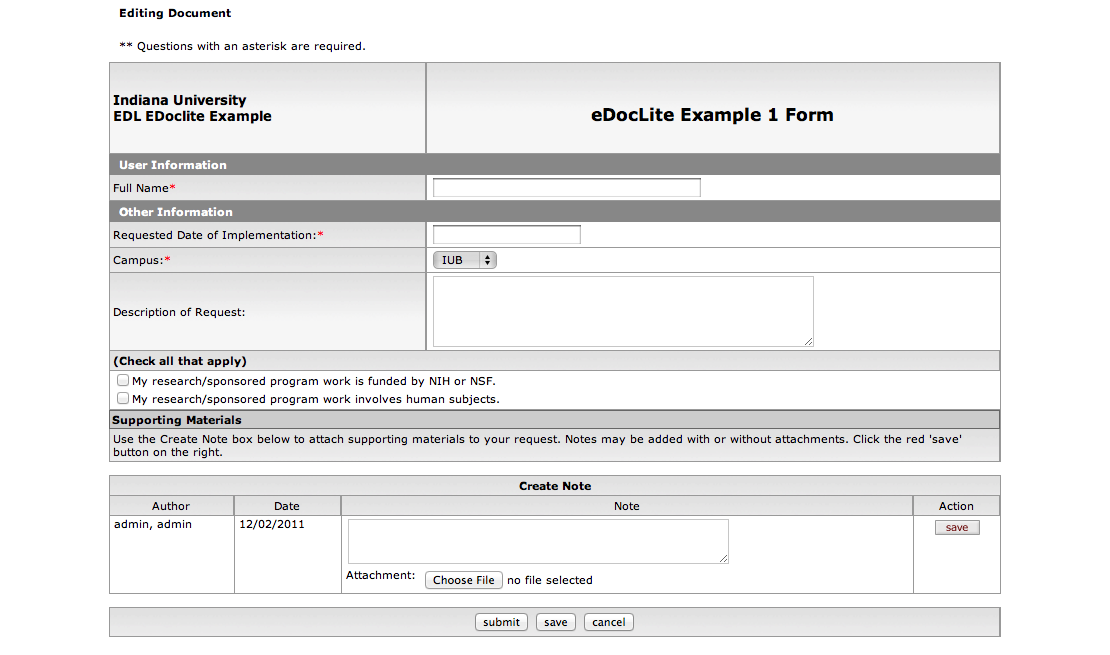 Editing Document
** Questions with an asterisk are required.
Indiana University
EDL EDoclite Example
eDocLite Example 1 Form
User Information
Full Name*
Other Information
Requested Date of Implementation:*
Campus:*
IUB
Description of Request:
(Check all that apply)
My research/sponsored program work is funded by NIH or NSF.
My research/sponsored program work involves human subjects.
Supporting Materials
Use the Create Note box below to attach supporting materials to your request. Notes may be added with or without attachments. Click the red 'save'
button on the right.
Create Note
Author Date Note Action
admin, admin 12/02/2011 save
Attachment: Choose File no file selected
submit save cancel